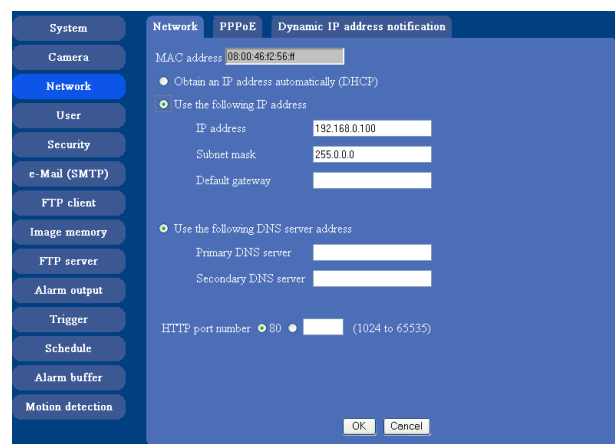 System
Camera
Network
User
Security
e-Mail (SMTP)
FTP client
Image memory
FTP server
Alarm output
Trigger
Schedule
Alarm buffer
Motion detection
Network PPPoE Dynamic IP address notification
MAC address 08:00:46:f2:56:ff
Obtain an IP address automatically (DHCP)
Use the following IP address
IP address 192.168.0.100
Subnet mask 255.0.0.0
Default gateway
Use the following DNS server address
Primary DNS server
Secondary DNS server
HTTP port number 80 (1024 to 65535)
OK Cancel